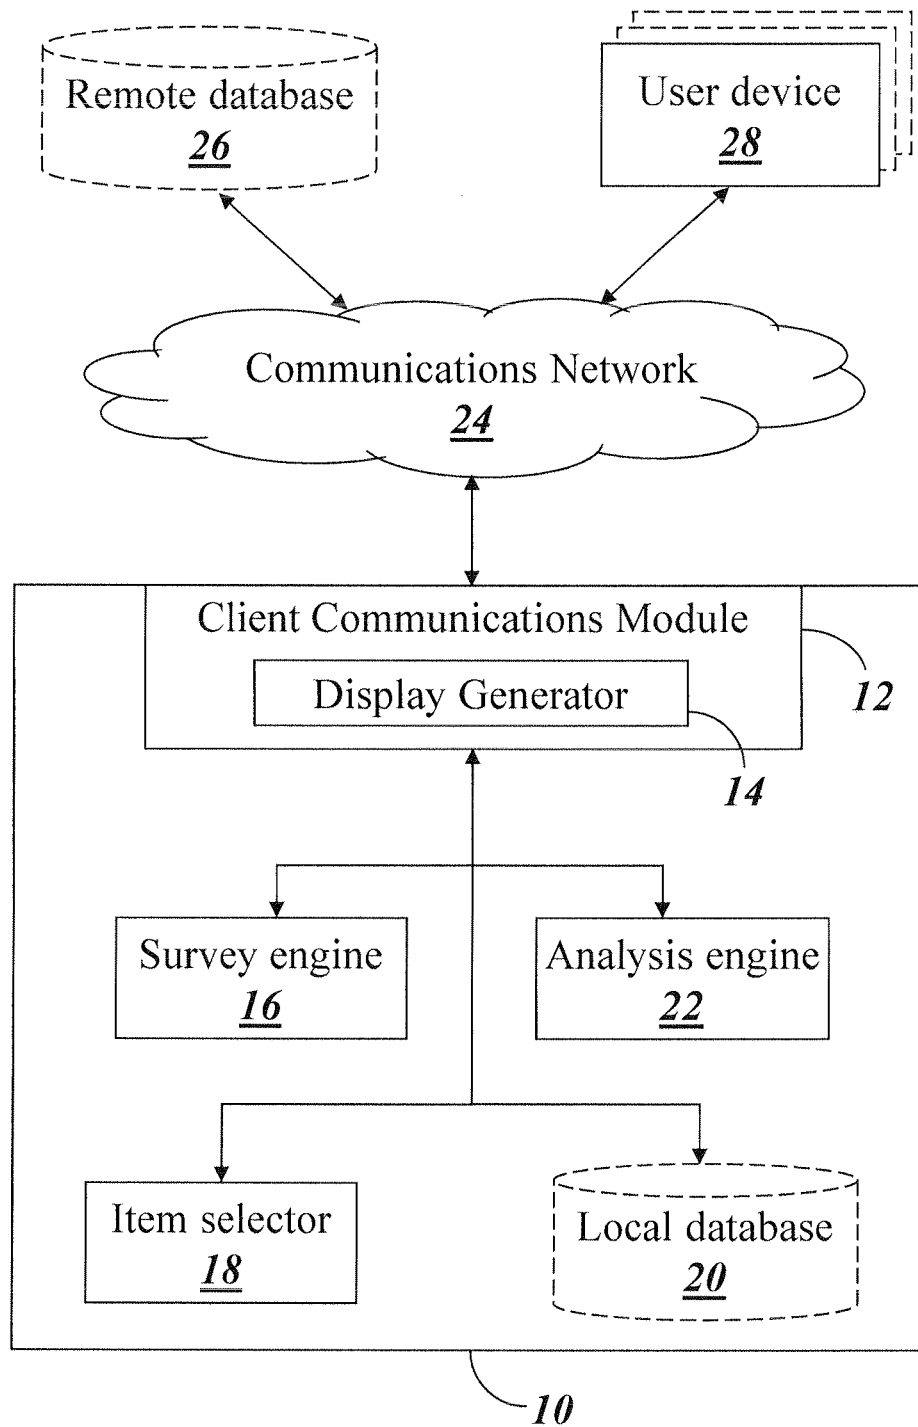 Remote database
26
User device
28
Communications Network
24
Client Communications Module
12
Display Generator
14
Survey engine
16
Analysis engine
22
Item selector
18
Local database
20
10